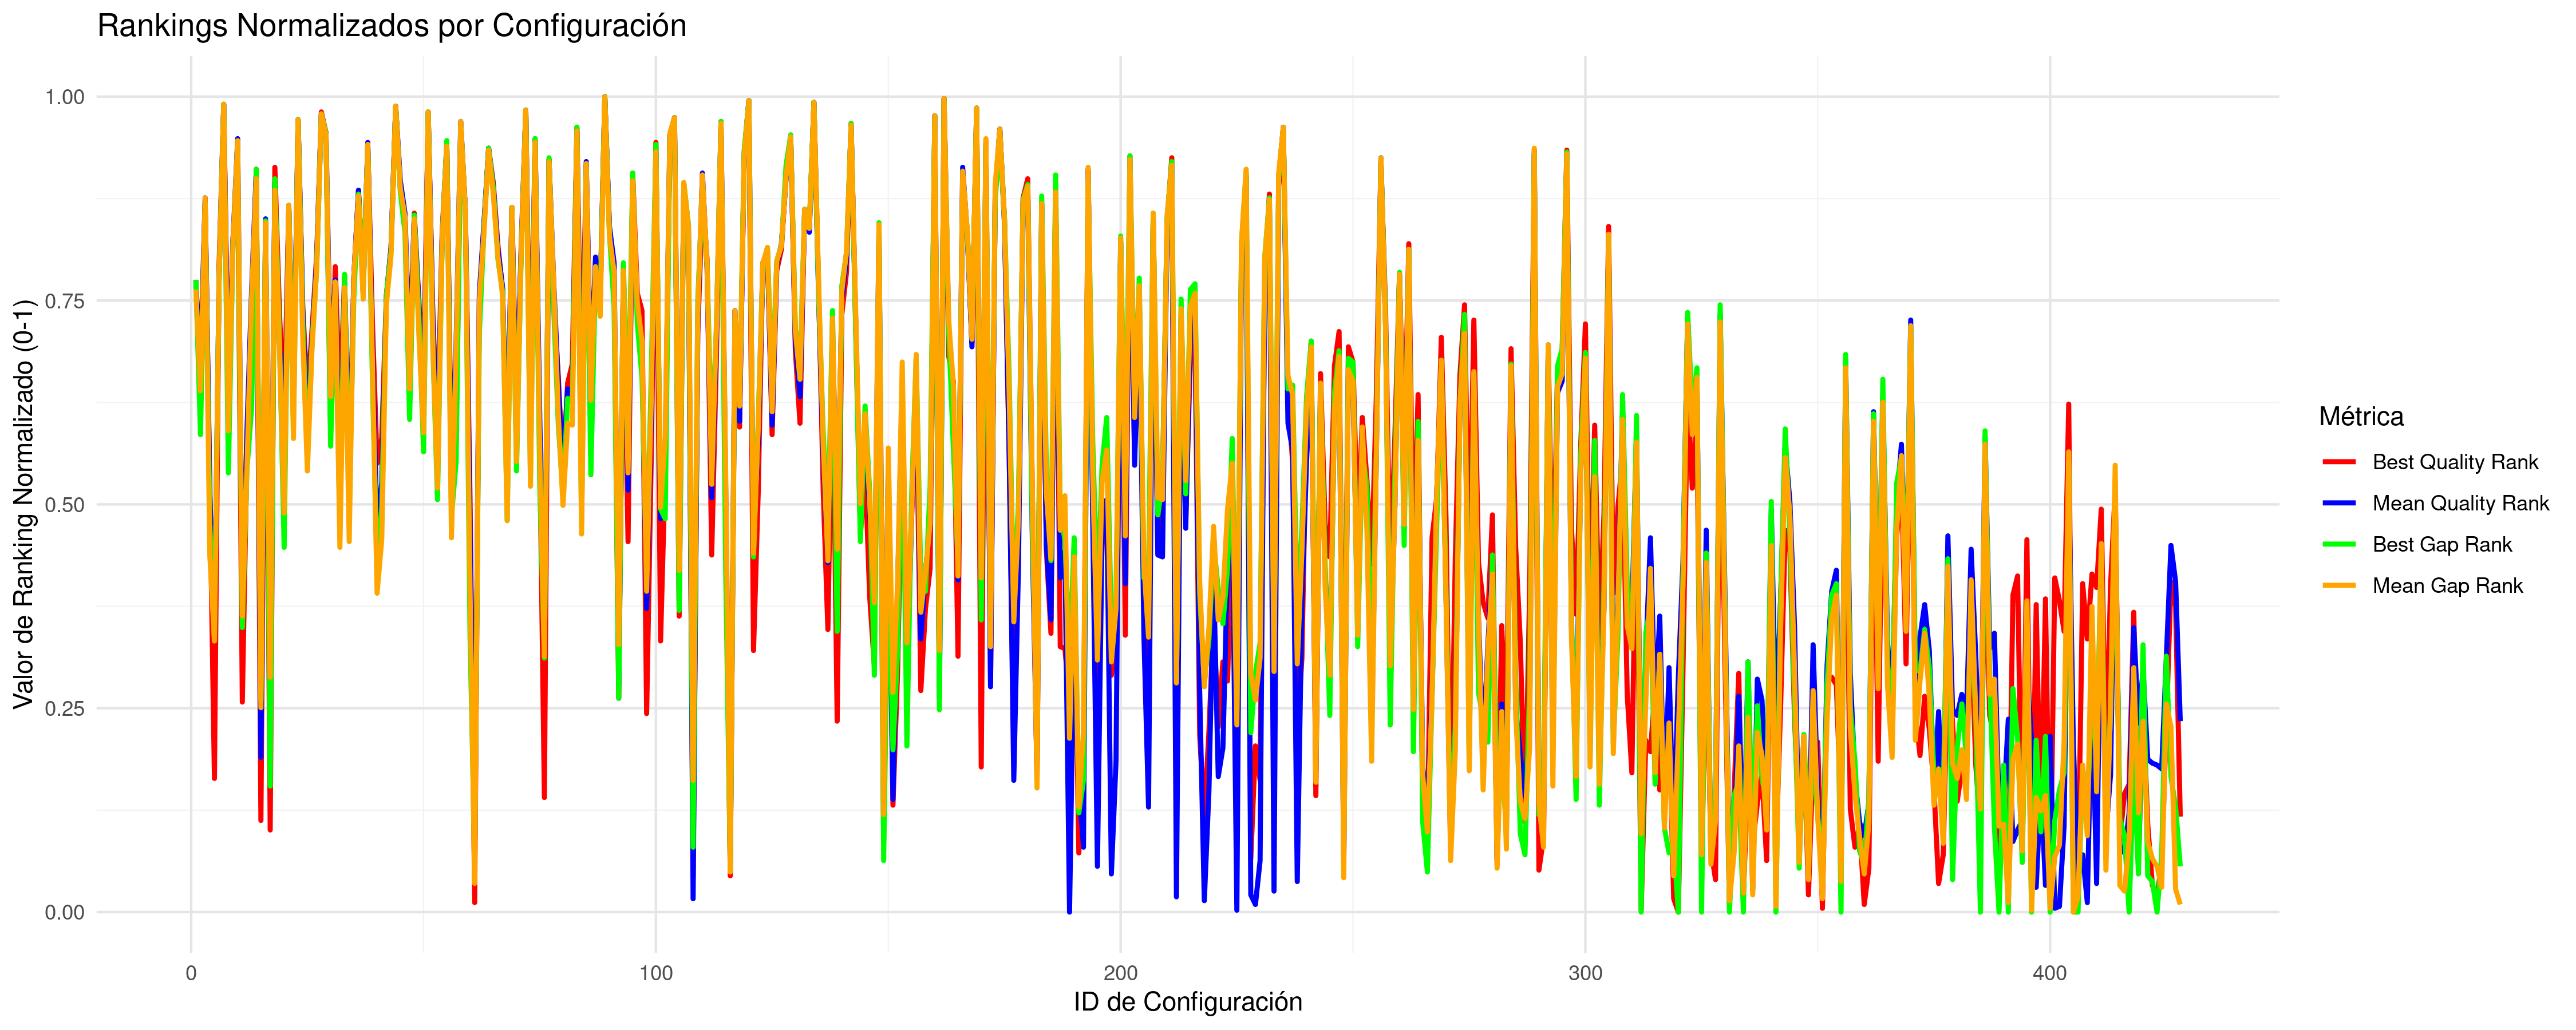 Rankings Normalizados por Configuración
Valor de Ranking Normalizado (0-1)
1.00
0.75
0.50
0.25
0.00
0
100
200
300
400
ID de Configuración
Métrica
Best Quality Rank
Mean Quality Rank
Best Gap Rank
Mean Gap Rank